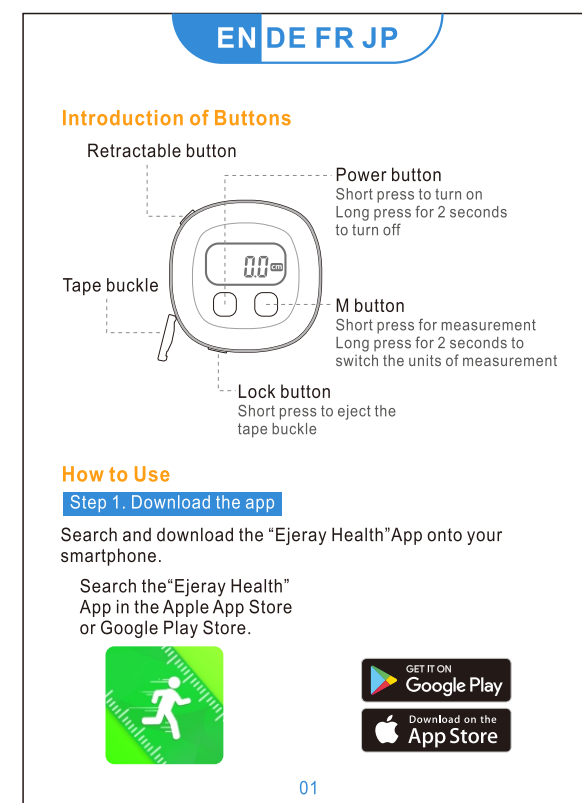 EN DE FR JP
Introduction of Buttons
Retractable button
Power button
Short press to turn on
Long press for 2 seconds
to turn off
0.0 cm
Tape buckle
M button
Short press for measurement
Long press for 2 seconds to
switch the units of measurement
Lock button
Short press to eject the
tape buckle
How to Use
Step 1. Download the app
Search and download the “Ejeray Health”App onto your
smartphone.
Search the“Ejeray Health”
App in the Apple App Store
or Google Play Store.
GET IT ON
Google Play
Download on the
App Store
01